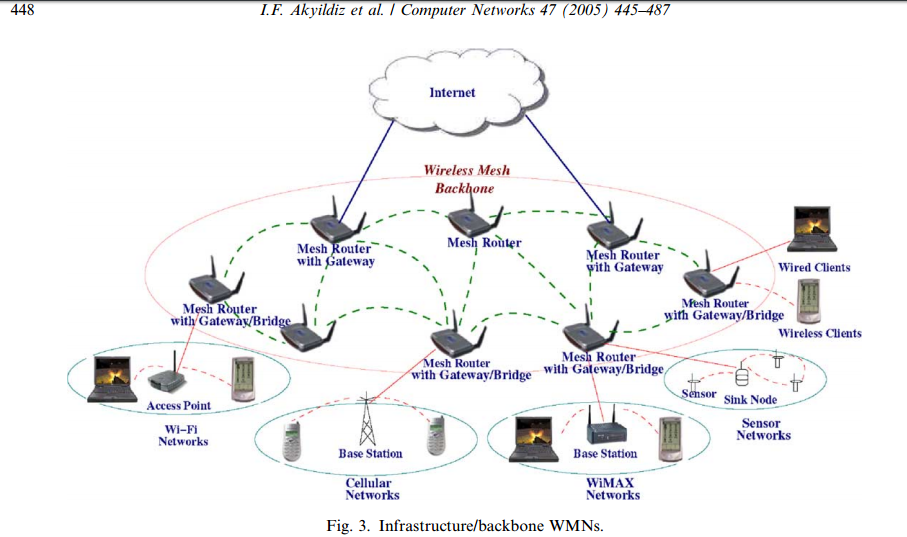 448
I.F. Akyildiz et al. / Computer Networks 47 (2005) 445–487
Internet
Wireless Mesh
Backbone
Mesh Router
with Gateway
Mesh Router
Mesh Router
with Gateway
Wired Clients
Mesh Router
with Gateway/Bridge
Mesh Router
with Gateway/Bridge
Wireless Clients
Mesh Router
with Gateway/Bridge
Mesh Router
with Gateway/Bridge
Access Point
Wi–Fi
Networks
Sensor
Sink Node
Sensor
Networks
Base Station
Cellular
Networks
Base Station
WiMAX
Networks
Fig. 3. Infrastructure/backbone WMNs.